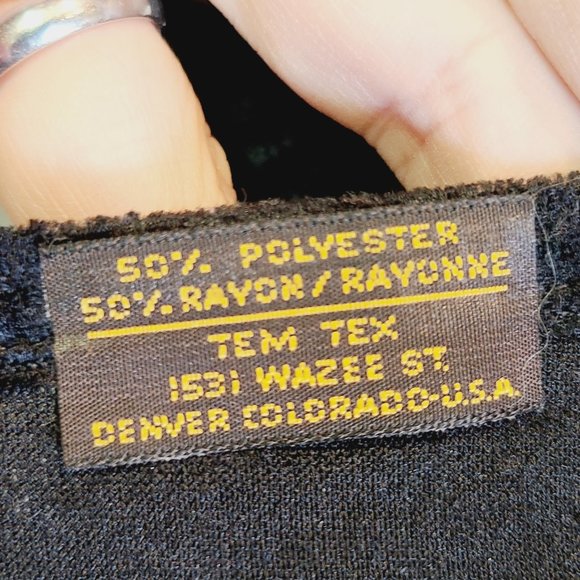 50% POLYESTER
50% RAYON / RAYONNE
TEM TEX
1531 WAZEE ST.
DENVER COLORADO-U.S.A.